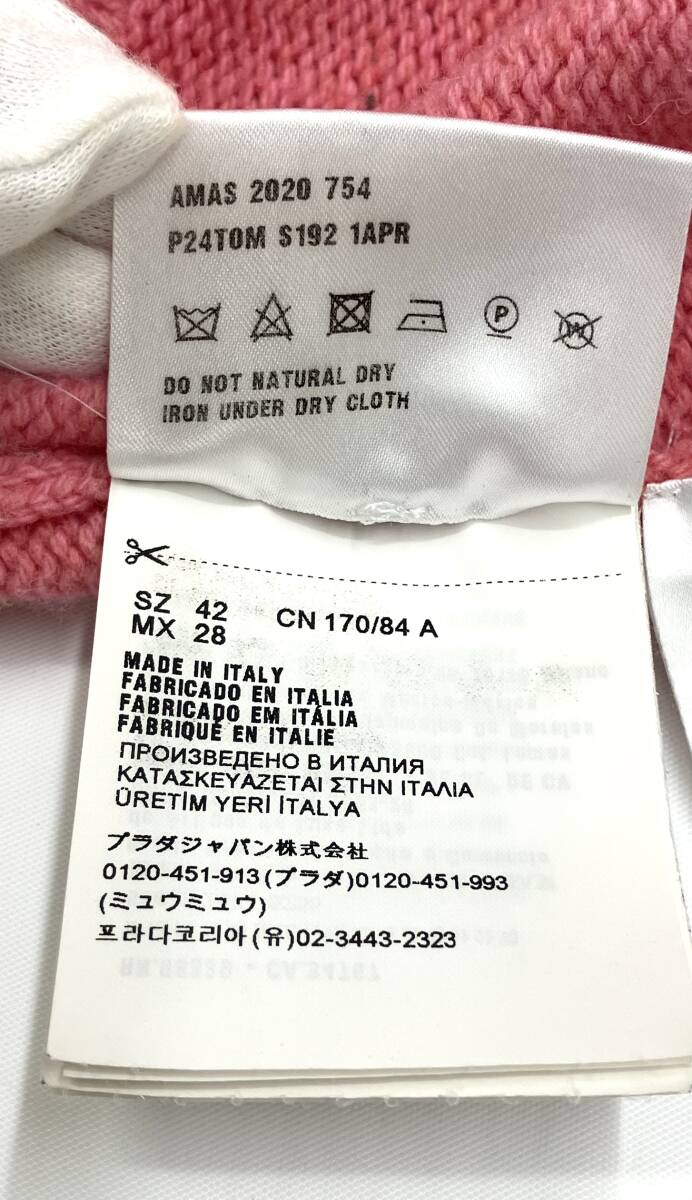 AMAS 2020 754
P24TOM S192 1APR
P
W
DO NOT NATURAL DRY
IRON UNDER DRY CLOTH
SZ 42 CN 170/84 A
MX 28
MADE IN ITALY
FABRICADO EN ITALIA
FABRICADO EM ITÁLIA
FABRIQUÉ EN ITALIE
ПРОИЗВЕДЕНО В ИТАЛИЯ
ΚΑΤΑΣΚΕΥΑΖΕΤΑΙ ΣΤΗΝ ΙΤΑΛΙΑ
ÜRETİM YERİ İTALYA
プラダジャパン株式会社
0120-451-913(プラダ)0120-451-993
(ミュウミュウ)
프라다코리아(유)02-3443-2323